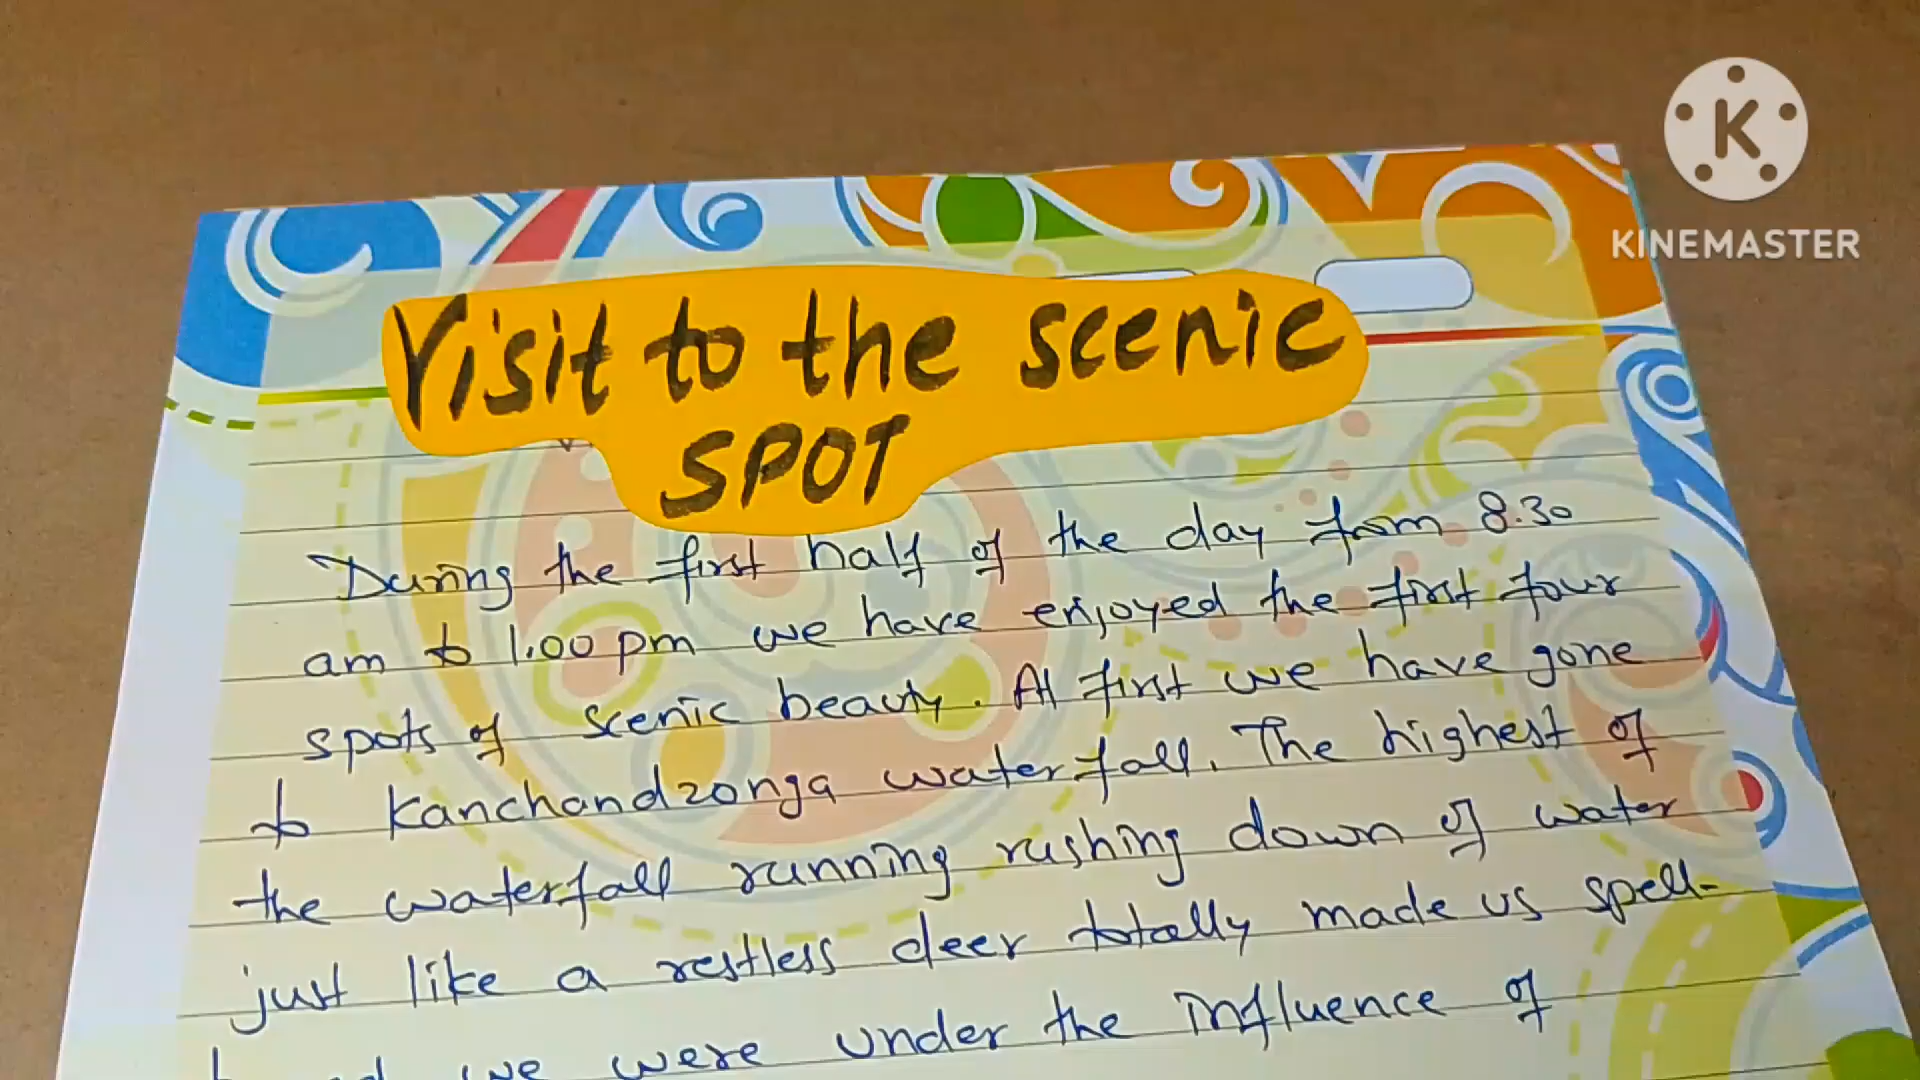 K
KINEMASTER
Visit to the scenic
SPOT
During the first half of the day from 8.30
am to 1.00 pm we have enjoyed the first four
spots of scenic beauty. At first we have gone
to Kanchandzonga waterfall. The highest of
the waterfall running rushing down of water
just like a restless deer totally made us spell-
we were under the influence of